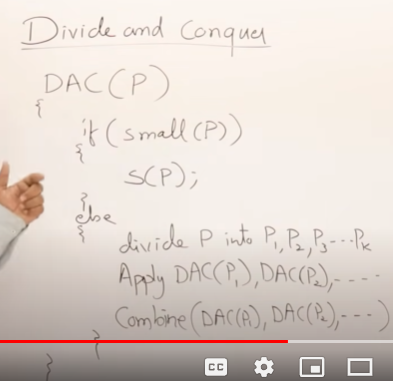 Divide and Conquer
DAC(P)
{
if(small(P))
{
S(P);
}
else
{
divide P into P1, P2, P3...Pk
Apply DAC(P1), DAC(P2),....
Combine(DAC(P1), DAC(P2,---)
}
}
CC